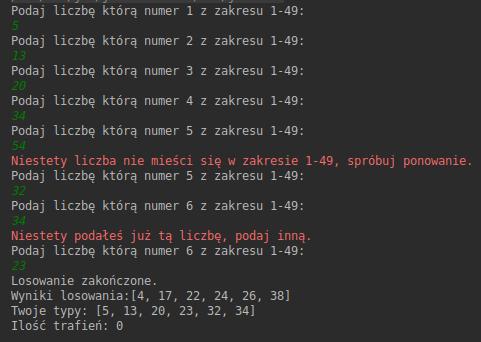 Podaj liczbę którą numer 1 z zakresu 1-49:
5
Podaj liczbę którą numer 2 z zakresu 1-49:
13
Podaj liczbę którą numer 3 z zakresu 1-49:
20
Podaj liczbę którą numer 4 z zakresu 1-49:
34
Podaj liczbę którą numer 5 z zakresu 1-49:
54
Niestety liczba nie mieści się w zakresie 1-49, spróbuj ponowanie.
Podaj liczbę którą numer 5 z zakresu 1-49:
32
Podaj liczbę którą numer 6 z zakresu 1-49:
34
Niestety podałeś już tą liczbę, podaj inną.
Podaj liczbę którą numer 6 z zakresu 1-49:
23
Losowanie zakończone.
Wyniki losowania:[4, 17, 22, 24, 26, 38]
Twoje typy: [5, 13, 20, 23, 32, 34]
Ilość trafień: 0